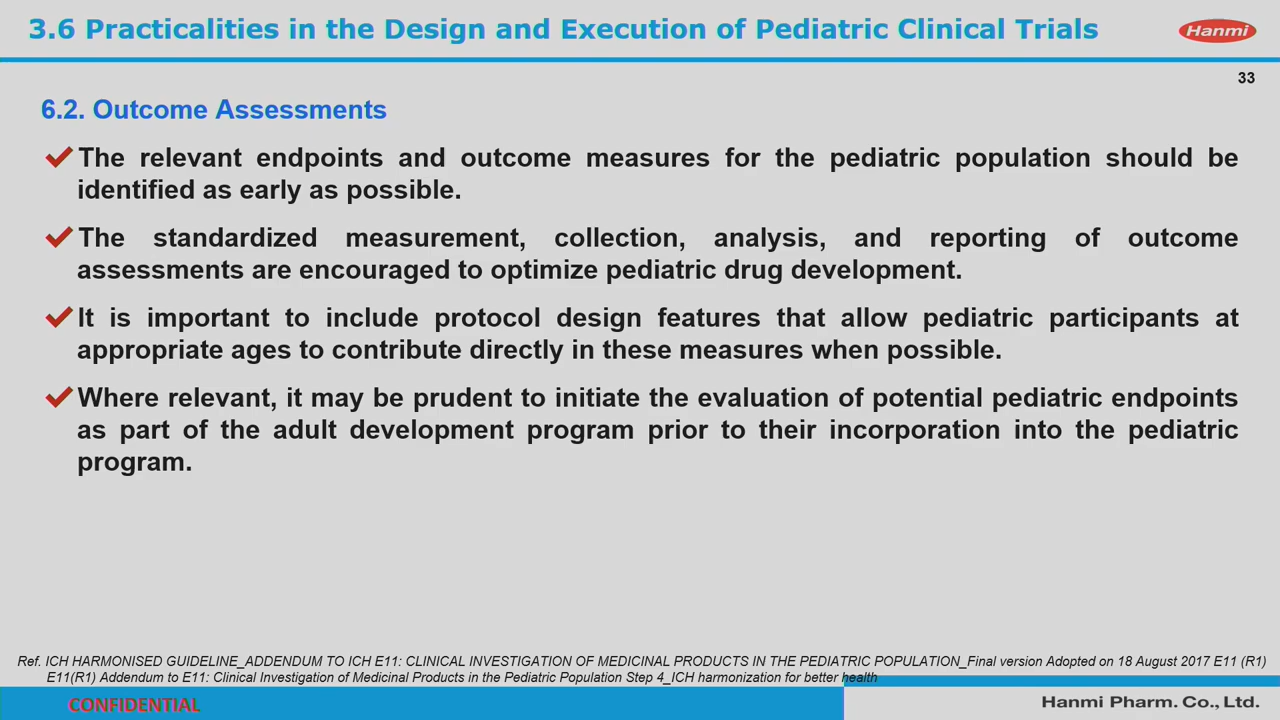 3.6 Practicalities in the Design and Execution of Pediatric Clinical Trials
Hanmi
33
6.2. Outcome Assessments
The relevant endpoints and outcome measures for the pediatric population should be
identified as early as possible.
The standardized measurement, collection, analysis, and reporting of outcome
assessments are encouraged to optimize pediatric drug development.
It is important to include protocol design features that allow pediatric participants at
appropriate ages to contribute directly in these measures when possible.
Where relevant, it may be prudent to initiate the evaluation of potential pediatric endpoints
as part of the adult development program prior to their incorporation into the pediatric
program.
Ref. ICH HARMONISED GUIDELINE_ADDENDUM TO ICH E11: CLINICAL INVESTIGATION OF MEDICINAL PRODUCTS IN THE PEDIATRIC POPULATION_Final version Adopted on 18 August 2017 E11 (R1)
E11(R1) Addendum to E11: Clinical Investigation of Medicinal Products in the Pediatric Population Step 4_ICH harmonization for better health
CONFIDENTIAL
Hanmi Pharm. Co., Ltd.